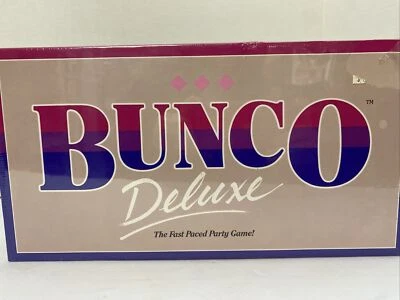 BUNCO™
Deluxe
The Fast Paced Party Game!